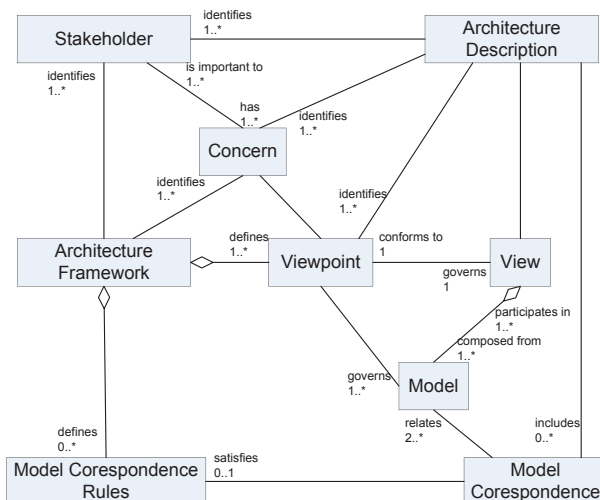 identifies
1..*
Stakeholder
Architecture
Description
identifies
1..*
is important to
1..*
has
1..*
identifies
1..*
Concern
identifies
1..*
identifies
1..*
Architecture
Framework
defines
1..*
Viewpoint
conforms to
1
governs
1
View
participates in
1..*
composed from
1..*
governs
1..*
Model
relates
2..*
includes
0..*
defines
0..*
satisfies
0..1
Model Corespondence
Rules
Model
Corespondence